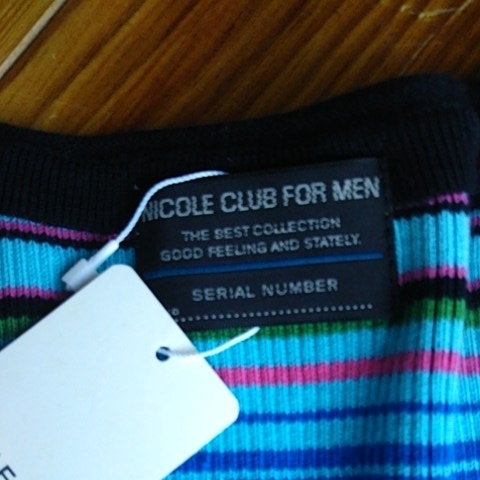 NICOLE CLUB FOR MEN
THE BEST COLLECTION
GOOD FEELING AND STATELY.
SERIAL NUMBER